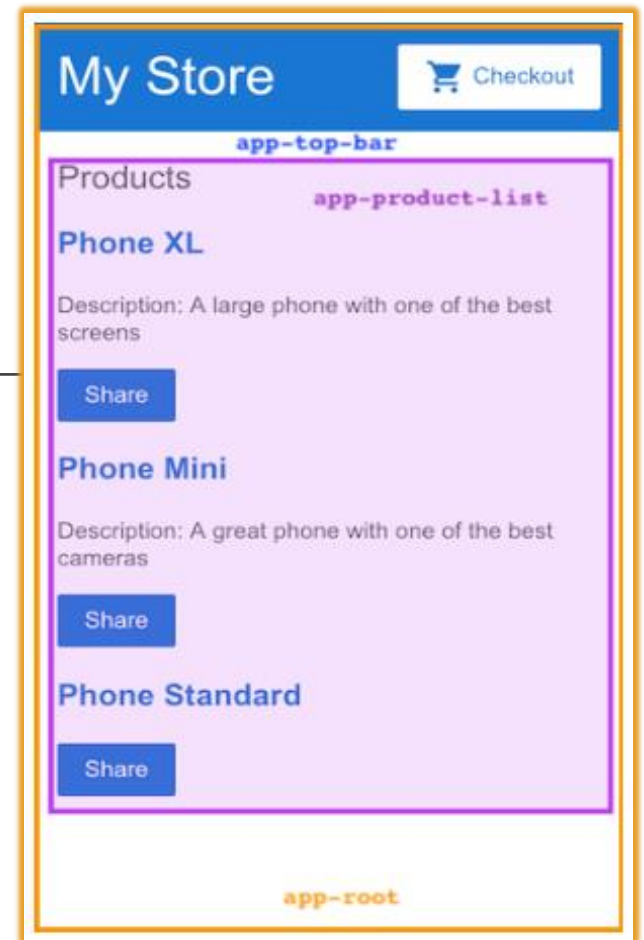 My Store
Checkout
app-top-bar
Products
app-product-list
Phone XL
Description: A large phone with one of the best
screens
Share
Phone Mini
Description: A great phone with one of the best
cameras
Share
Phone Standard
Share
app-root